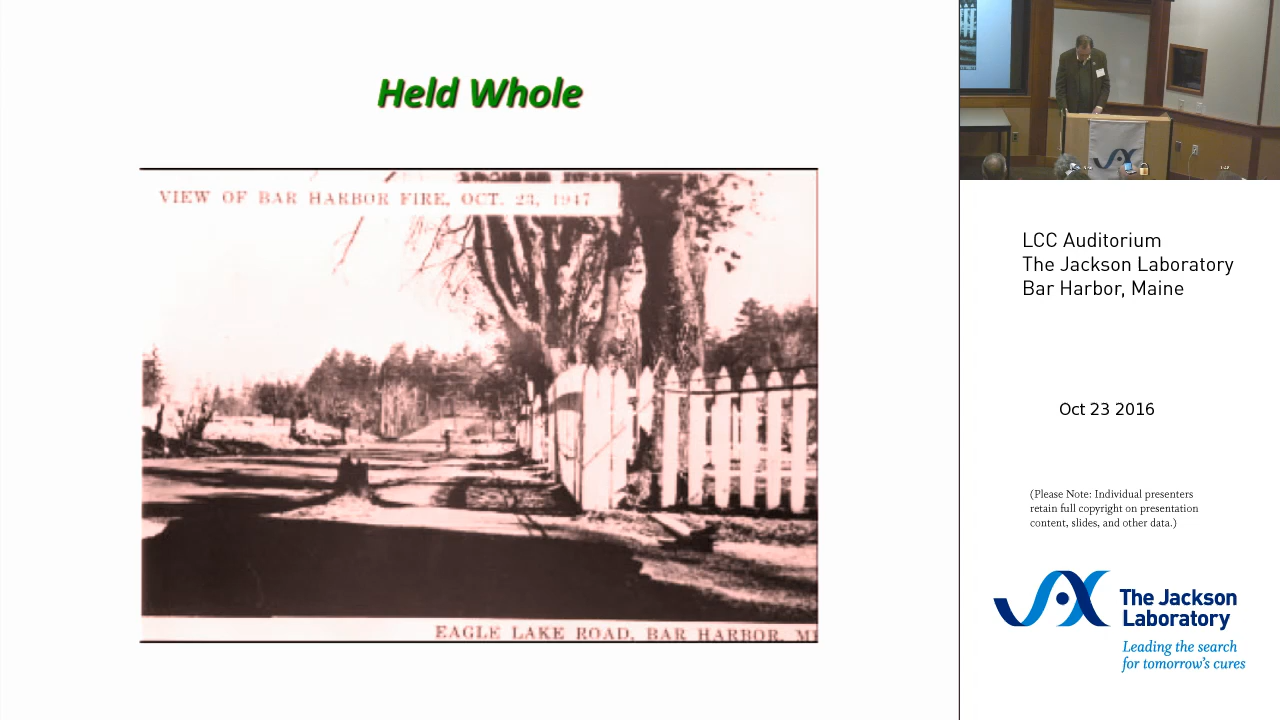 Held Whole
VIEW OF BAR HARBOR FIRE, OCT. 23, 1947
EAGLE LAKE ROAD, BAR HARBOR,
LCC Auditorium
The Jackson Laboratory
Bar Harbor, Maine
Oct 23 2016
(Please Note: Individual presenters
retain full copyright on presentation
content, slides, and other data.)
The Jackson
Laboratory
Leading the search
for tomorrow's cures